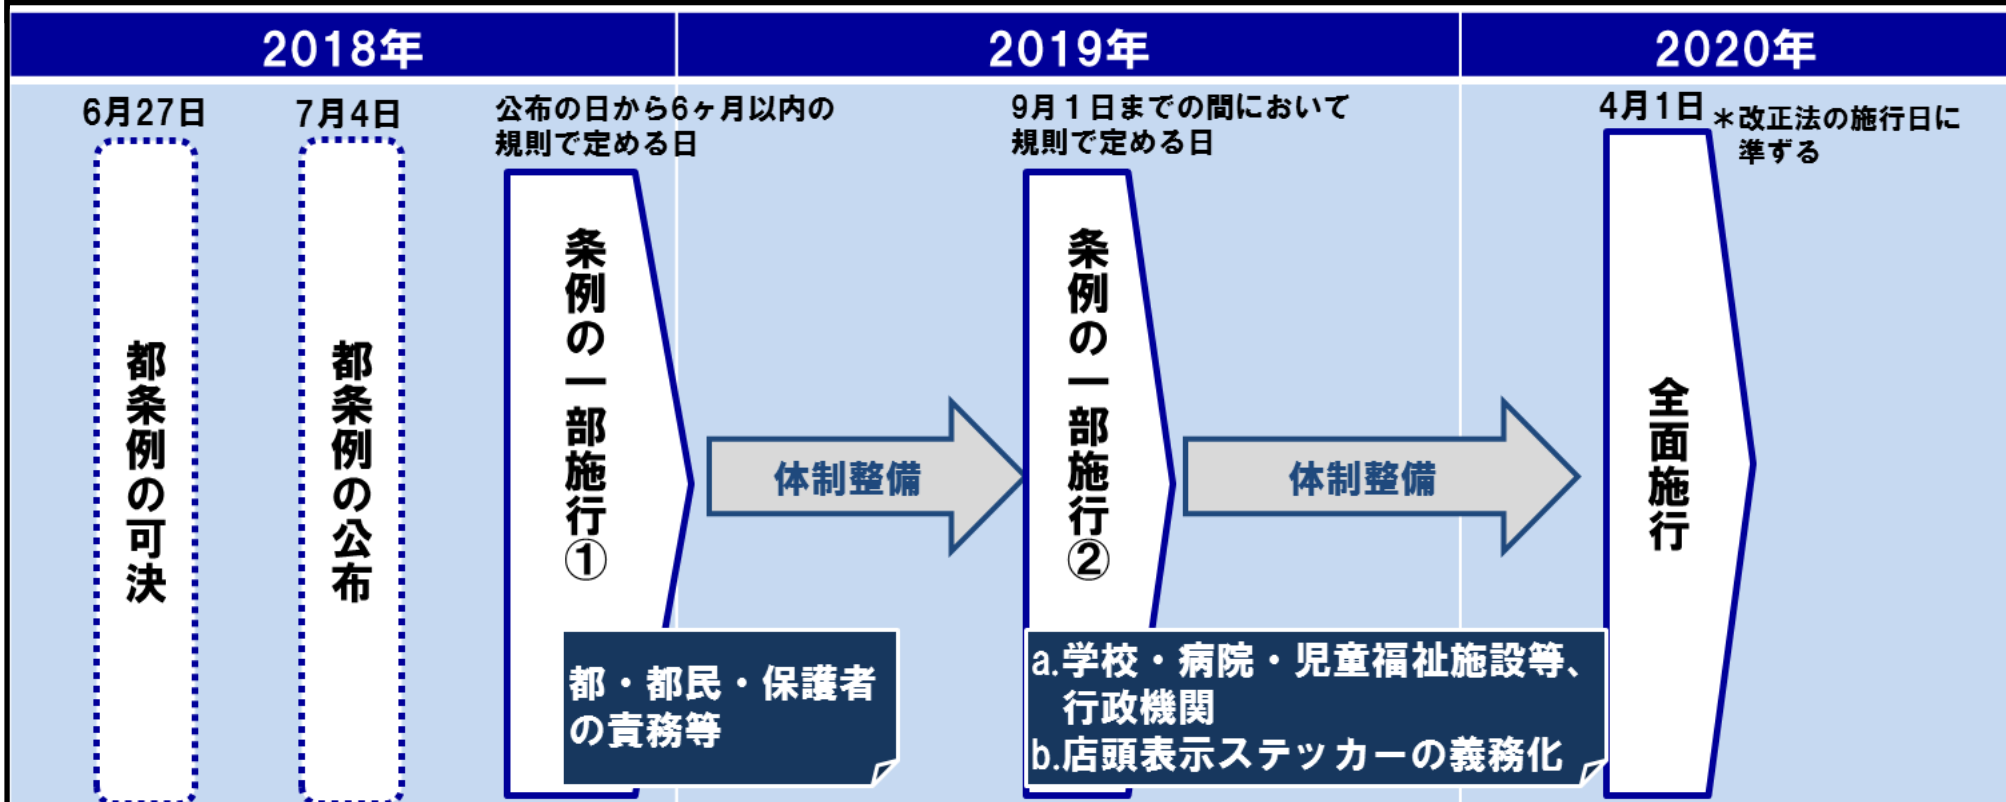 2018年
2019年
2020年
6月27日
都条例の可決
7月4日
都条例の公布
公布の日から6ヶ月以内の
規則で定める日
条例の一部施行①
都・都民・保護者
の責務等
体制整備
9月1日までの間において
規則で定める日
条例の一部施行②
a.学校・病院・児童福祉施設等、
行政機関
b.店頭表示ステッカーの義務化
体制整備
4月1日
＊改正法の施行日に
準ずる
全面施行